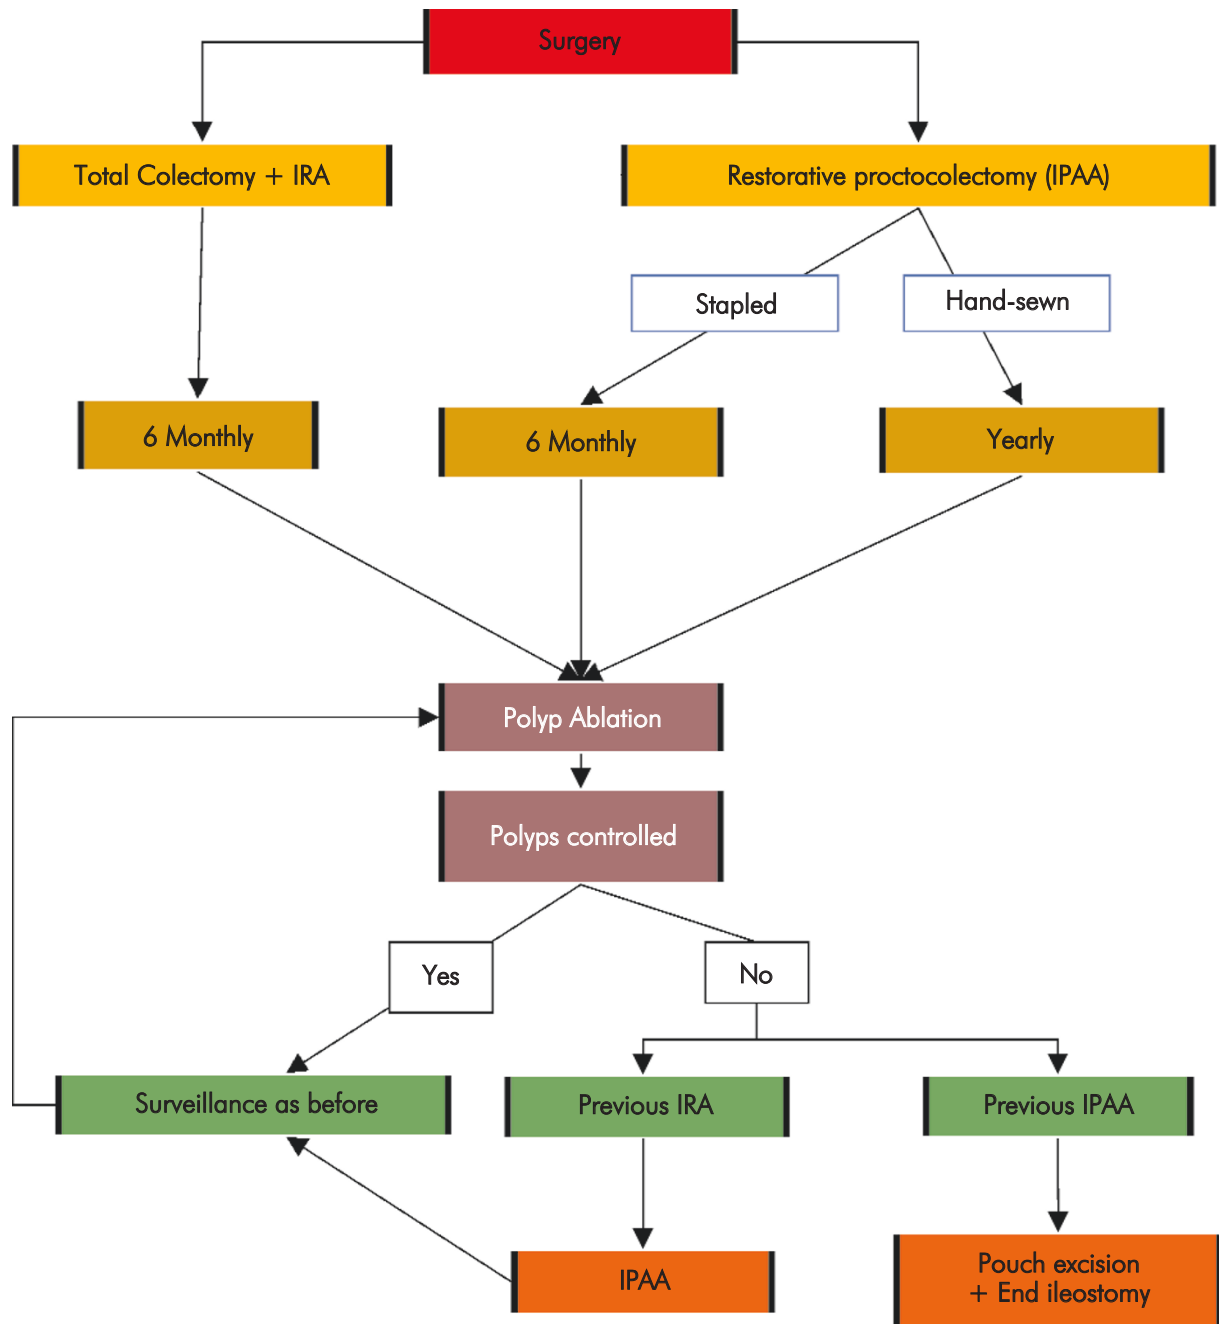 Surgery
Total Colectomy + IRA
Restorative proctocolectomy (IPAA)
Stapled
Hand-sewn
6 Monthly
6 Monthly
Yearly
Polyp Ablation
Polyps controlled
Yes
No
Surveillance as before
Previous IRA
Previous IPAA
IPAA
Pouch excision
+ End ileostomy